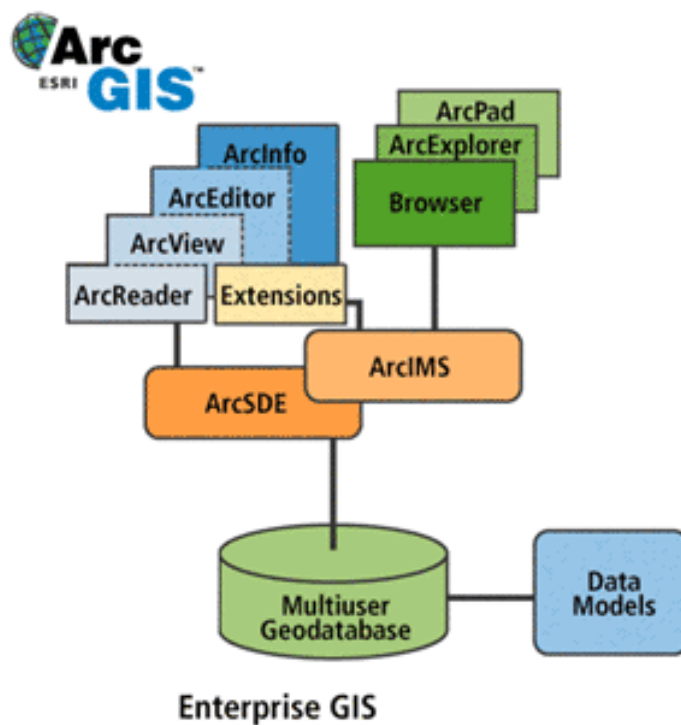 Arc
ESRI
GIS™
ArcPad
ArcExplorer
Browser
ArcInfo
ArcEditor
ArcView
ArcReader
Extensions
ArcIMS
ArcSDE
Multiuser
Geodatabase
Data
Models
Enterprise GIS